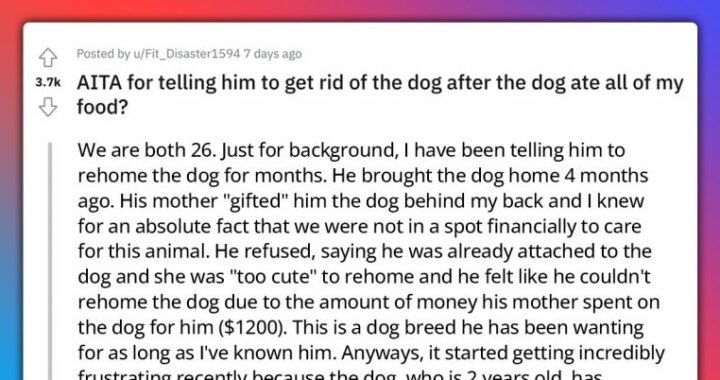 Posted by u/Fit_Disaster1594 7 days ago
3.7k AITA for telling him to get rid of the dog after the dog ate all of my
food?
We are both 26. Just for background, I have been telling him to
rehome the dog for months. He brought the dog home 4 months
ago. His mother "gifted" him the dog behind my back and I knew
for an absolute fact that we were not in a spot financially to care
for this animal. He refused, saying he was already attached to the
dog and she was "too cute" to rehome and he felt like he couldn't
rehome the dog due to the amount of money his mother spent on
the dog for him ($1200). This is a dog breed he has been wanting
for as long as I've known him. Anyways, it started getting incredibly
frustrating recently because the dog, who is 2 years old, has